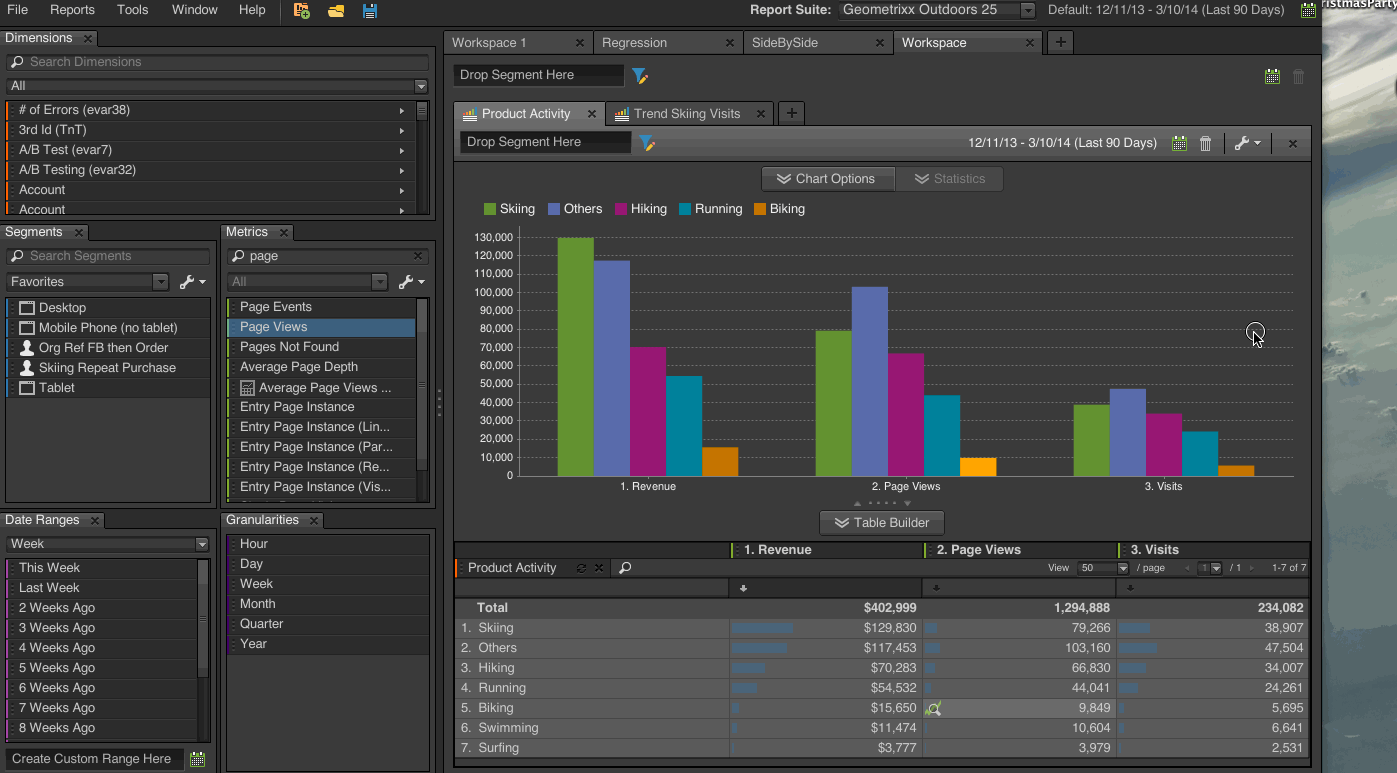 File Reports Tools Window Help
Report Suite: Geometrixx Outdoors 25 Default: 12/11/13 - 3/10/14 (Last 90 Days)
ristmasParty
Dimensions
Search Dimensions
All
# of Errors (evar38)
3rd Id (TnT)
A/B Test (evar7)
A/B Testing (evar32)
Account
Account
Segments
Search Segments
Favorites
Desktop
Mobile Phone (no tablet)
Org Ref FB then Order
Skiing Repeat Purchase
Tablet
Metrics
page
All
Page Events
Page Views
Pages Not Found
Average Page Depth
Average Page Views ...
Entry Page Instance
Entry Page Instance (Lin...
Entry Page Instance (Par...
Entry Page Instance (Re...
Entry Page Instance (Vis...
Date Ranges
Week
This Week
Last Week
2 Weeks Ago
3 Weeks Ago
4 Weeks Ago
5 Weeks Ago
6 Weeks Ago
7 Weeks Ago
8 Weeks Ago
Create Custom Range Here
Granularities
Hour
Day
Week
Month
Quarter
Year
Workspace 1 Regression SideBySide Workspace
Drop Segment Here
Product Activity Trend Skiing Visits
Drop Segment Here 12/11/13 - 3/10/14 (Last 90 Days)
Chart Options Statistics
Skiing Others Hiking Running Biking
130,000
120,000
110,000
100,000
90,000
80,000
70,000
60,000
50,000
40,000
30,000
20,000
10,000
0
1. Revenue 2. Page Views 3. Visits
Table Builder
1. Revenue 2. Page Views 3. Visits
Product Activity View 50 / page 1 / 1 1-7 of 7
Total $402,999 1,294,888 234,082
1. Skiing $129,830 79,266 38,907
2. Others $117,453 103,160 47,504
3. Hiking $70,283 66,830 34,007
4. Running $54,532 44,041 24,261
5. Biking $15,650 9,849 5,695
6. Swimming $11,474 10,604 6,641
7. Surfing $3,777 3,979 2,531